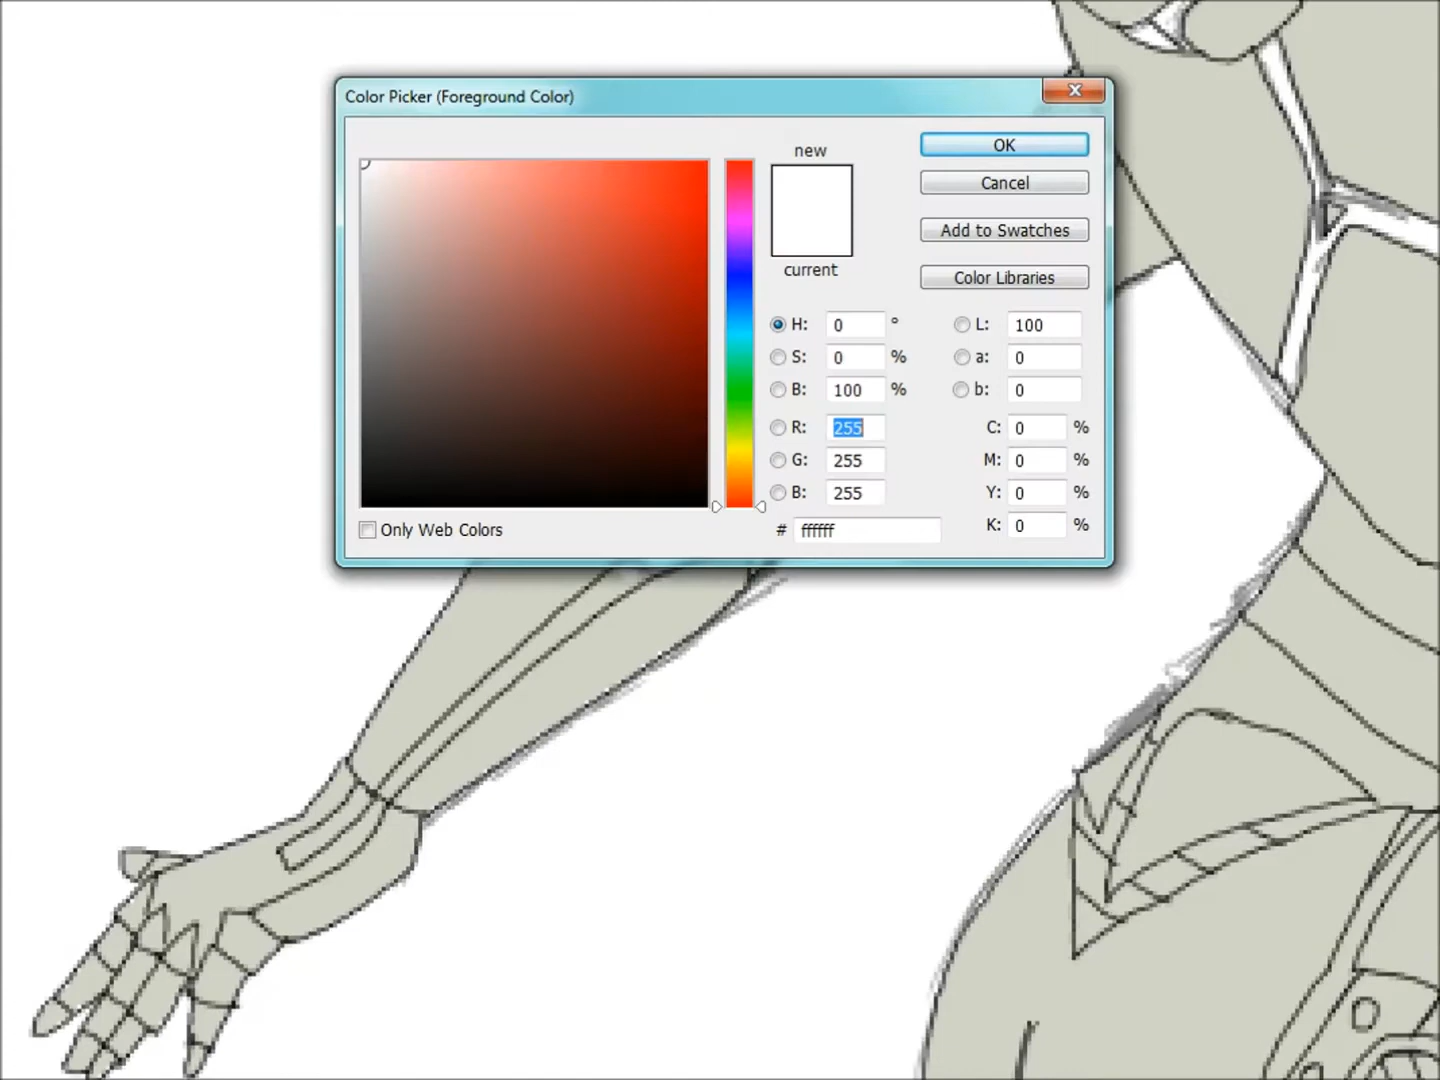 Color Picker (Foreground Color)
X
new
current
OK
Cancel
Add to Swatches
Color Libraries
H: 0 °
S: 0 %
B: 100 %
R: 255
G: 255
B: 255
# ffffff
L: 100
a: 0
b: 0
C: 0 %
M: 0 %
Y: 0 %
K: 0 %
Only Web Colors